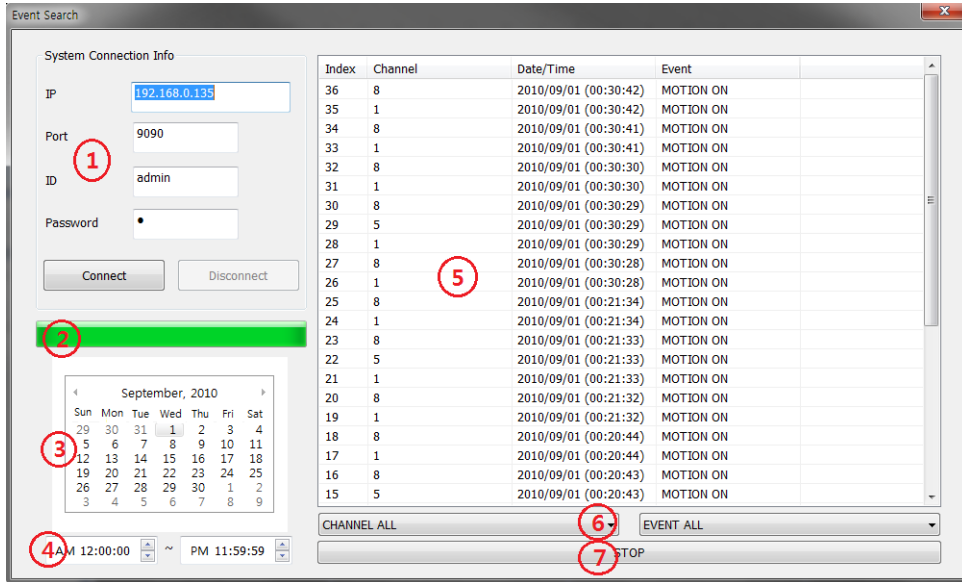 Event Search
System Connection Info
IP 192.168.0.135
Port 9090
1
ID admin
Password ●
Connect Disconnect
2
September, 2010
Sun Mon Tue Wed Thu Fri Sat
29 30 31 1 2 3 4
5 6 7 8 9 10 11
3
12 13 14 15 16 17 18
19 20 21 22 23 24 25
26 27 28 29 30 1 2
3 4 5 6 7 8 9
4
AM 12:00:00 ~ PM 11:59:59
Index Channel Date/Time Event
36 8 2010/09/01 (00:30:42) MOTION ON
35 1 2010/09/01 (00:30:42) MOTION ON
34 8 2010/09/01 (00:30:41) MOTION ON
33 1 2010/09/01 (00:30:41) MOTION ON
32 8 2010/09/01 (00:30:30) MOTION ON
31 1 2010/09/01 (00:30:30) MOTION ON
30 8 2010/09/01 (00:30:29) MOTION ON
29 5 2010/09/01 (00:30:29) MOTION ON
28 1 2010/09/01 (00:30:29) MOTION ON
27 8 2010/09/01 (00:30:28) MOTION ON
5
26 1 2010/09/01 (00:30:28) MOTION ON
25 8 2010/09/01 (00:21:34) MOTION ON
24 1 2010/09/01 (00:21:34) MOTION ON
23 8 2010/09/01 (00:21:33) MOTION ON
22 5 2010/09/01 (00:21:33) MOTION ON
21 1 2010/09/01 (00:21:33) MOTION ON
20 8 2010/09/01 (00:21:32) MOTION ON
19 1 2010/09/01 (00:21:32) MOTION ON
18 8 2010/09/01 (00:20:44) MOTION ON
17 1 2010/09/01 (00:20:44) MOTION ON
16 8 2010/09/01 (00:20:43) MOTION ON
15 5 2010/09/01 (00:20:43) MOTION ON
CHANNEL ALL 6 EVENT ALL
7 STOP